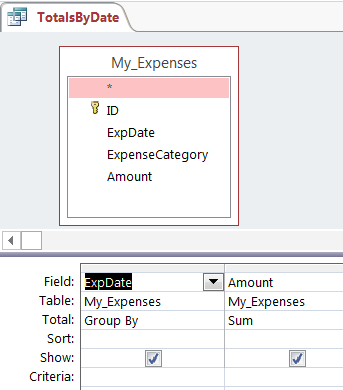 TotalsByDate
My_Expenses
*
ID
ExpDate
ExpenseCategory
Amount
Field: ExpDate Amount
Table: My_Expenses My_Expenses
Total: Group By Sum
Sort:
Show:
Criteria: